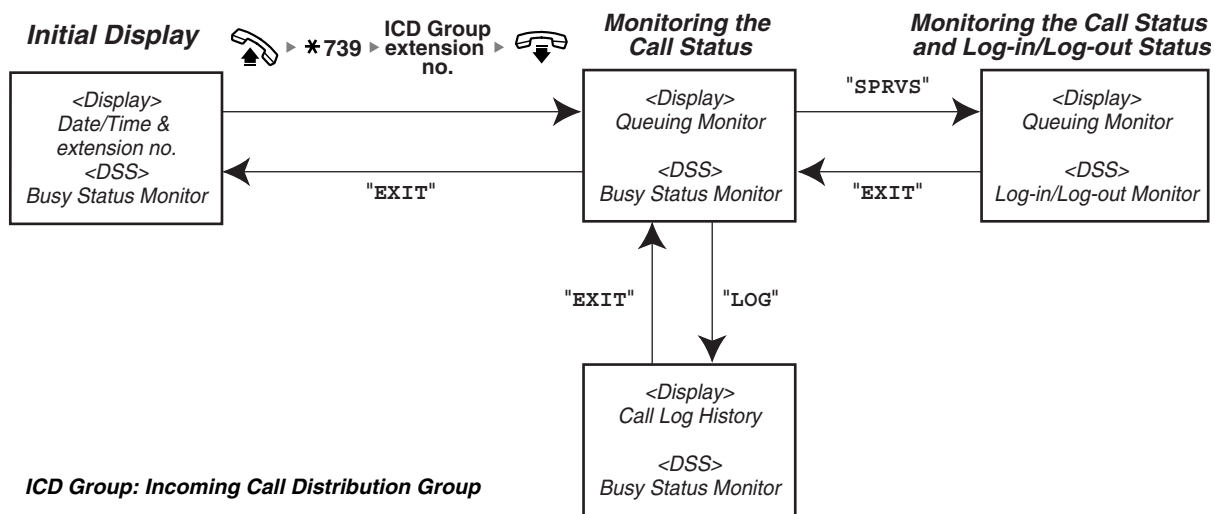 Initial Display
*739
ICD Group
extension
no.
Monitoring the
Call Status
Monitoring the Call Status
and Log-in/Log-out Status
<Display>
Date/Time &
extension no.
<DSS>
Busy Status Monitor
"EXIT"
<Display>
Queuing Monitor
<DSS>
Busy Status Monitor
"SPRVS"
"EXIT"
<Display>
Queuing Monitor
<DSS>
Log-in/Log-out Monitor
"EXIT"
"LOG"
<Display>
Call Log History
<DSS>
Busy Status Monitor
ICD Group: Incoming Call Distribution Group